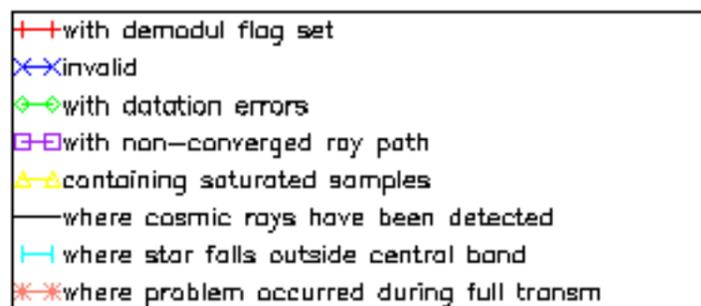 with demodul flag set
invalid
with datation errors
with non-converged ray path
containing saturated samples
where cosmic rays have been detected
where star falls outside central band
where problem occurred during full transm